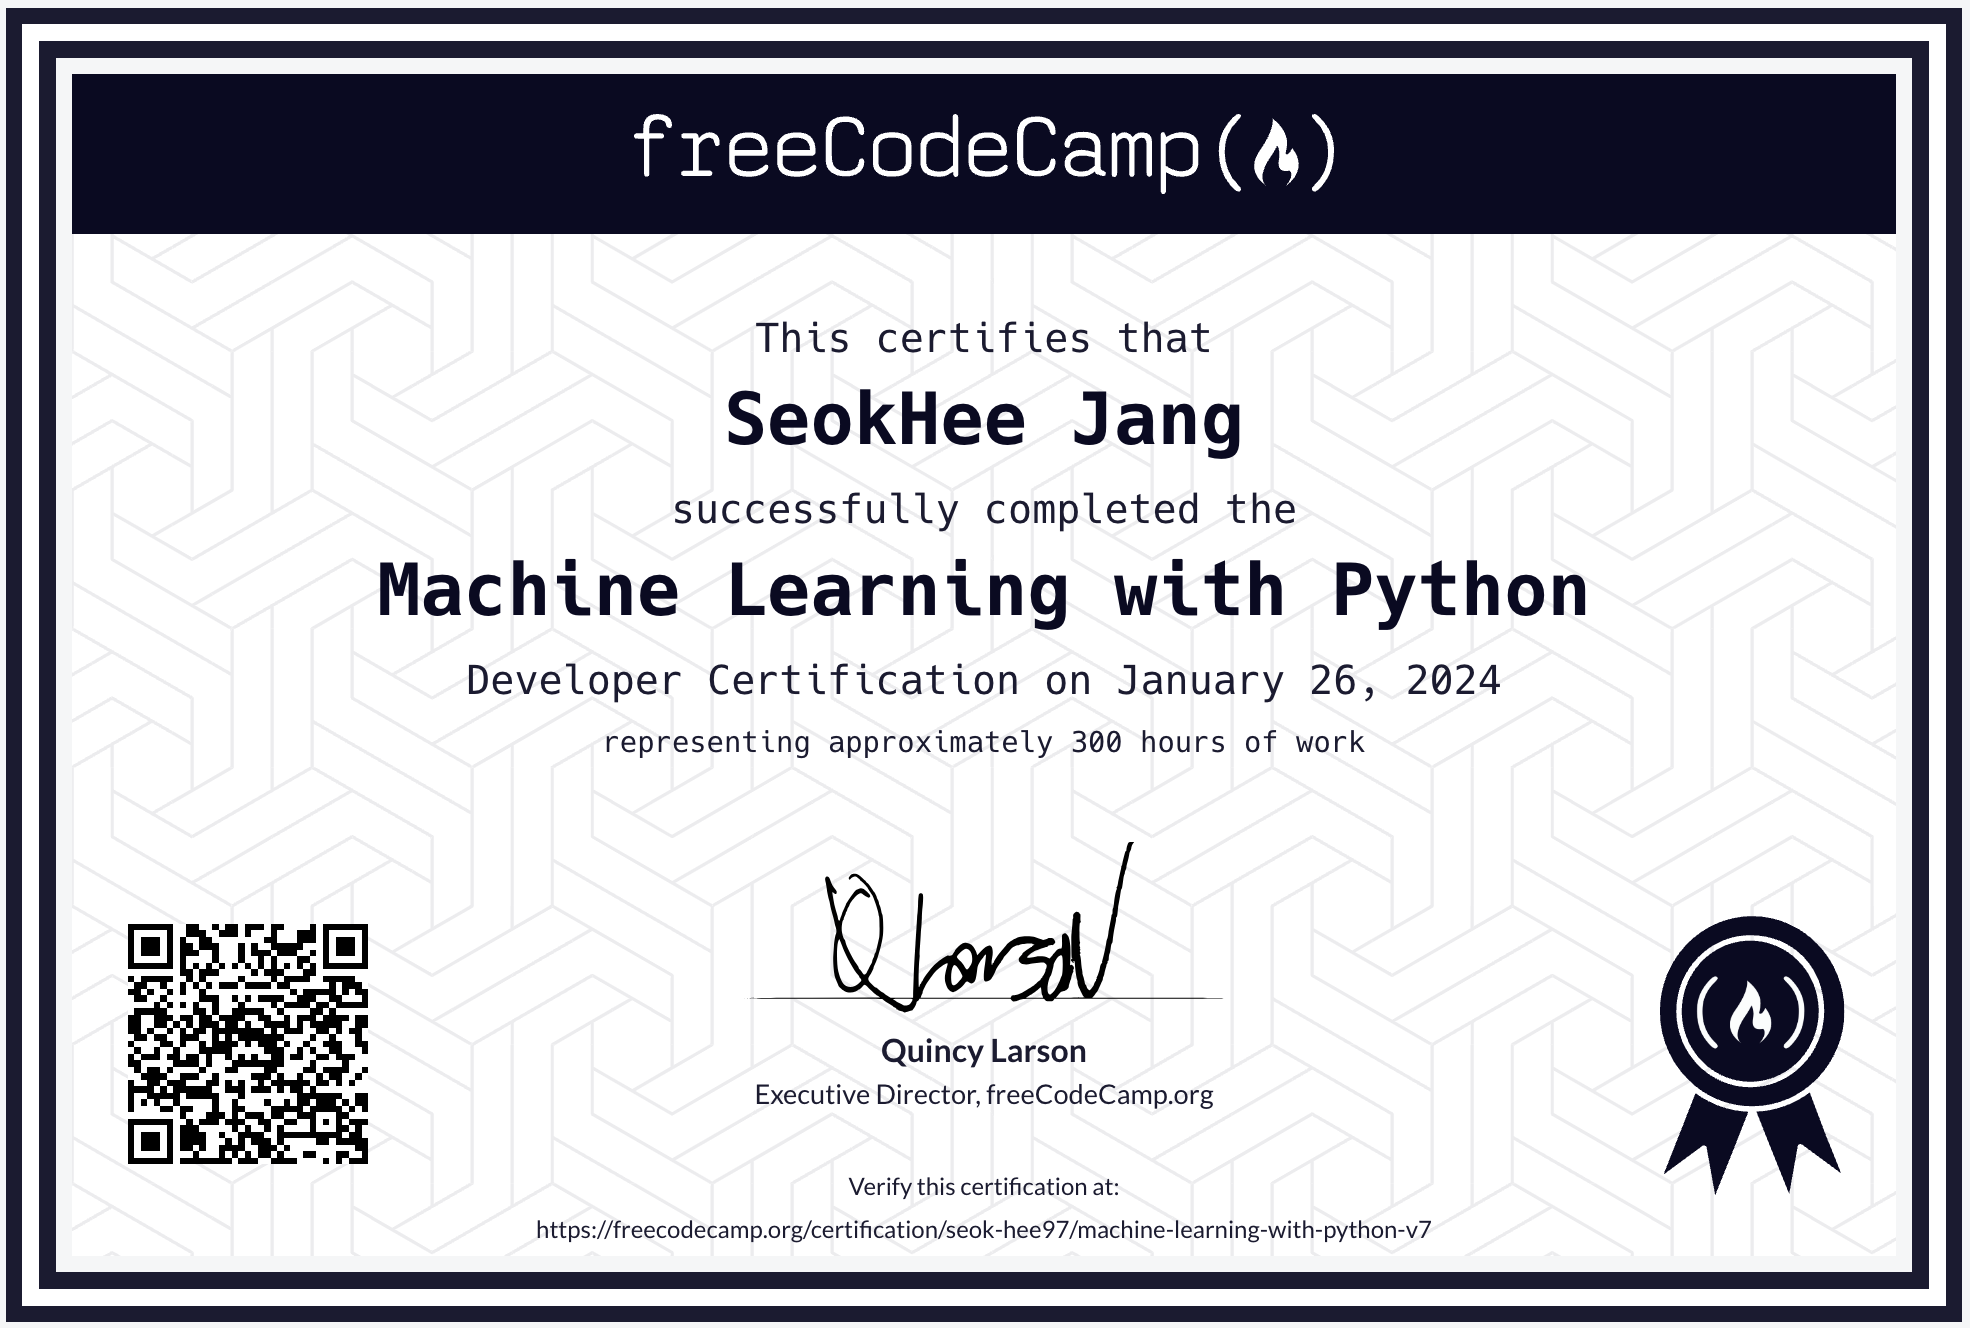 freeCodeCamp
This certifies that
SeokHee Jang
successfully completed the
Machine Learning with Python
Developer Certification on January 26, 2024
representing approximately 300 hours of work
QLarson
Quincy Larson
Executive Director, freeCodeCamp.org
Verify this certification at:
https://freecodecamp.org/certification/seok-hee97/machine-learning-with-python-v7